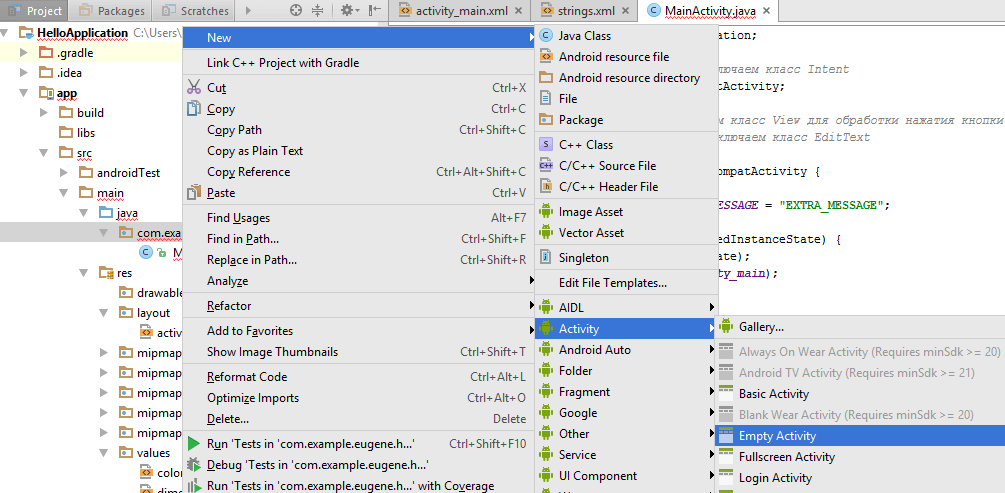 Project
Packages
Scratches
activity_main.xml
strings.xml
MainActivity.java
HelloApplication C:\Users\
.gradle
.idea
app
build
libs
src
androidTest
main
java
com.exa
M
res
drawable
layout
activ
mipmap
mipmap
mipmap
mipmap
mipmap
values
color
dime
New
Link C++ Project with Gradle
Cut Ctrl+X
Copy Ctrl+C
Copy Path Ctrl+Shift+C
Copy as Plain Text
Copy Reference Ctrl+Alt+Shift+C
Paste Ctrl+V
Find Usages Alt+F7
Find in Path... Ctrl+Shift+F
Replace in Path... Ctrl+Shift+R
Analyze
Refactor
Add to Favorites
Show Image Thumbnails Ctrl+Shift+T
Reformat Code Ctrl+Alt+L
Optimize Imports Ctrl+Alt+O
Delete... Delete
Run 'Tests in 'com.example.eugene.h...' Ctrl+Shift+F10
Debug 'Tests in 'com.example.eugene.h...'
Run 'Tests in 'com.example.eugene.h...' with Coverage
Java Class
Android resource file
Android resource directory
File
Package
C++ Class
C/C++ Source File
C/C++ Header File
Image Asset
Vector Asset
Singleton
Edit File Templates...
AIDL
Activity
Android Auto
Folder
Fragment
Google
Other
Service
UI Component
Gallery...
Always On Wear Activity (Requires minSdk >= 20)
Android TV Activity (Requires minSdk >= 21)
Basic Activity
Blank Wear Activity (Requires minSdk >= 20)
Empty Activity
Fullscreen Activity
Login Activity
ation;
лючаем класс Intent
tActivity;
м класс View для обработки нажатия кнопки
ключаем класс EditText
ompatActivity {
ESSAGE = "EXTRA_MESSAGE";
edInstanceState) {
ate);
ty_main);